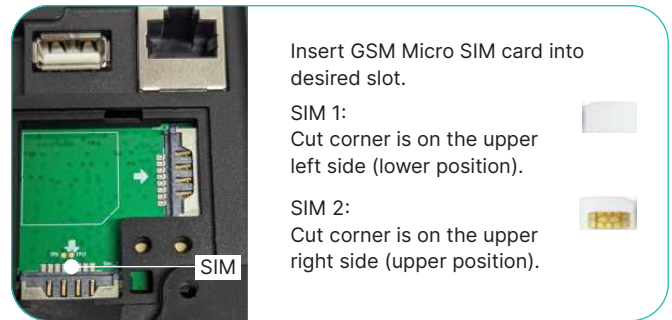 Insert GSM Micro SIM card into
desired slot.
SIM 1:
Cut corner is on the upper
left side (lower position).
SIM 2:
Cut corner is on the upper
right side (upper position).
SIM